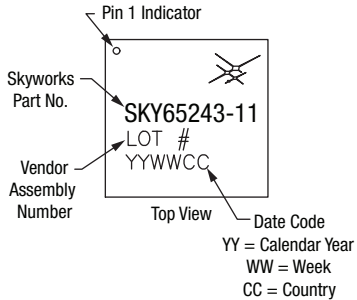 Pin 1 Indicator
Skyworks
Part No.
SKY65243-11
LOT #
YYWWCC
Vendor
Assembly
Number
Top View
Date Code
YY = Calendar Year
WW = Week
CC = Country